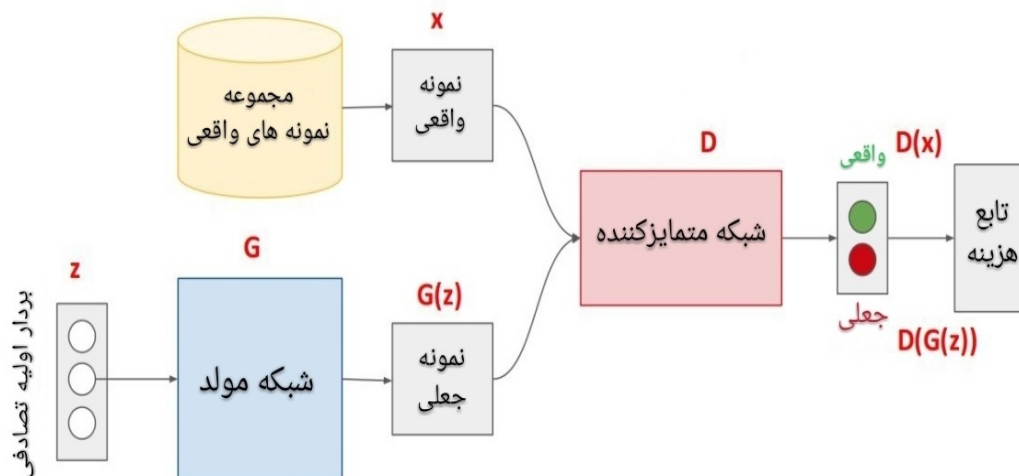 x
مجموعه
نمونه های واقعی
نمونه
واقعی
D
شبکه متمایزکننده
واقعی
D(x)
تابع
هزینه
جعلی
D(G(z))
z
بردار اولیه تصادفی
G
شبکه مولد
G(z)
نمونه
جعلی